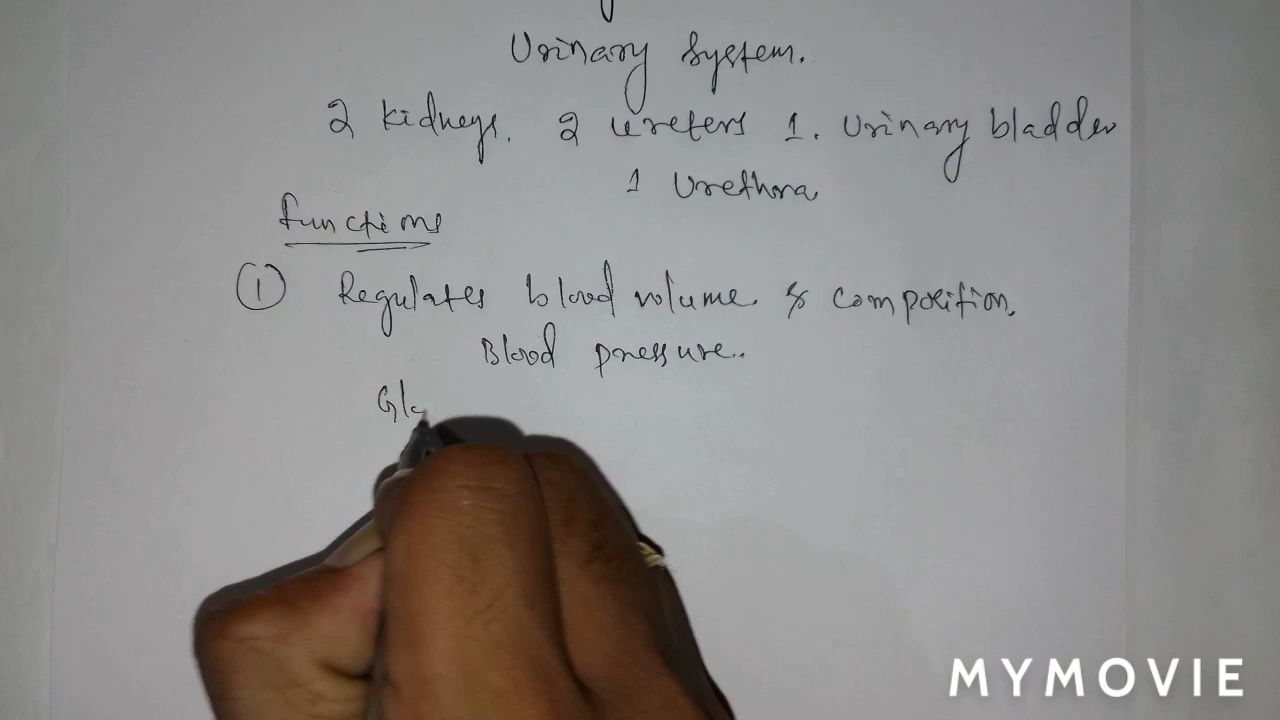 Urinary System.
2 kidneys. 2 ureters 1. Urinary bladder
1 Urethra
functions
① Regulates blood volume & composition.
Blood pressure..
MYMOVIE